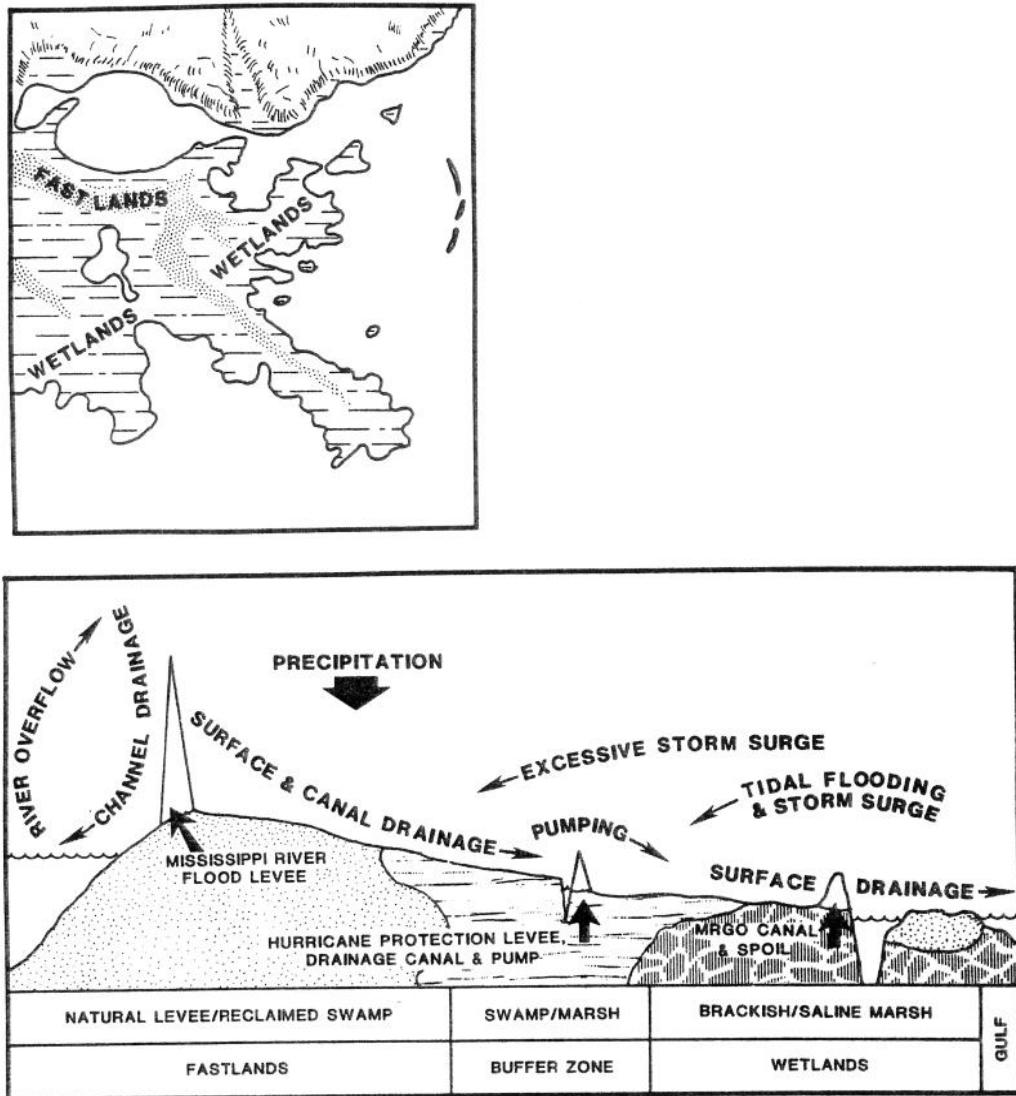 FAST LANDS
WETLANDS
WETLANDS
RIVER OVERFLOW
CHANNEL DRAINAGE
PRECIPITATION
SURFACE & CANAL DRAINAGE
EXCESSIVE STORM SURGE
TIDAL FLOODING
& STORM SURGE
PUMPING
SURFACE DRAINAGE
MISSISSIPPI RIVER
FLOOD LEVEE
HURRICANE PROTECTION LEVEE,
DRAINAGE CANAL & PUMP
MRGO CANAL
& SPOIL
NATURAL LEVEE/RECLAIMED SWAMP
SWAMP/MARSH
BRACKISH/SALINE MARSH
GULF
FASTLANDS
BUFFER ZONE
WETLANDS